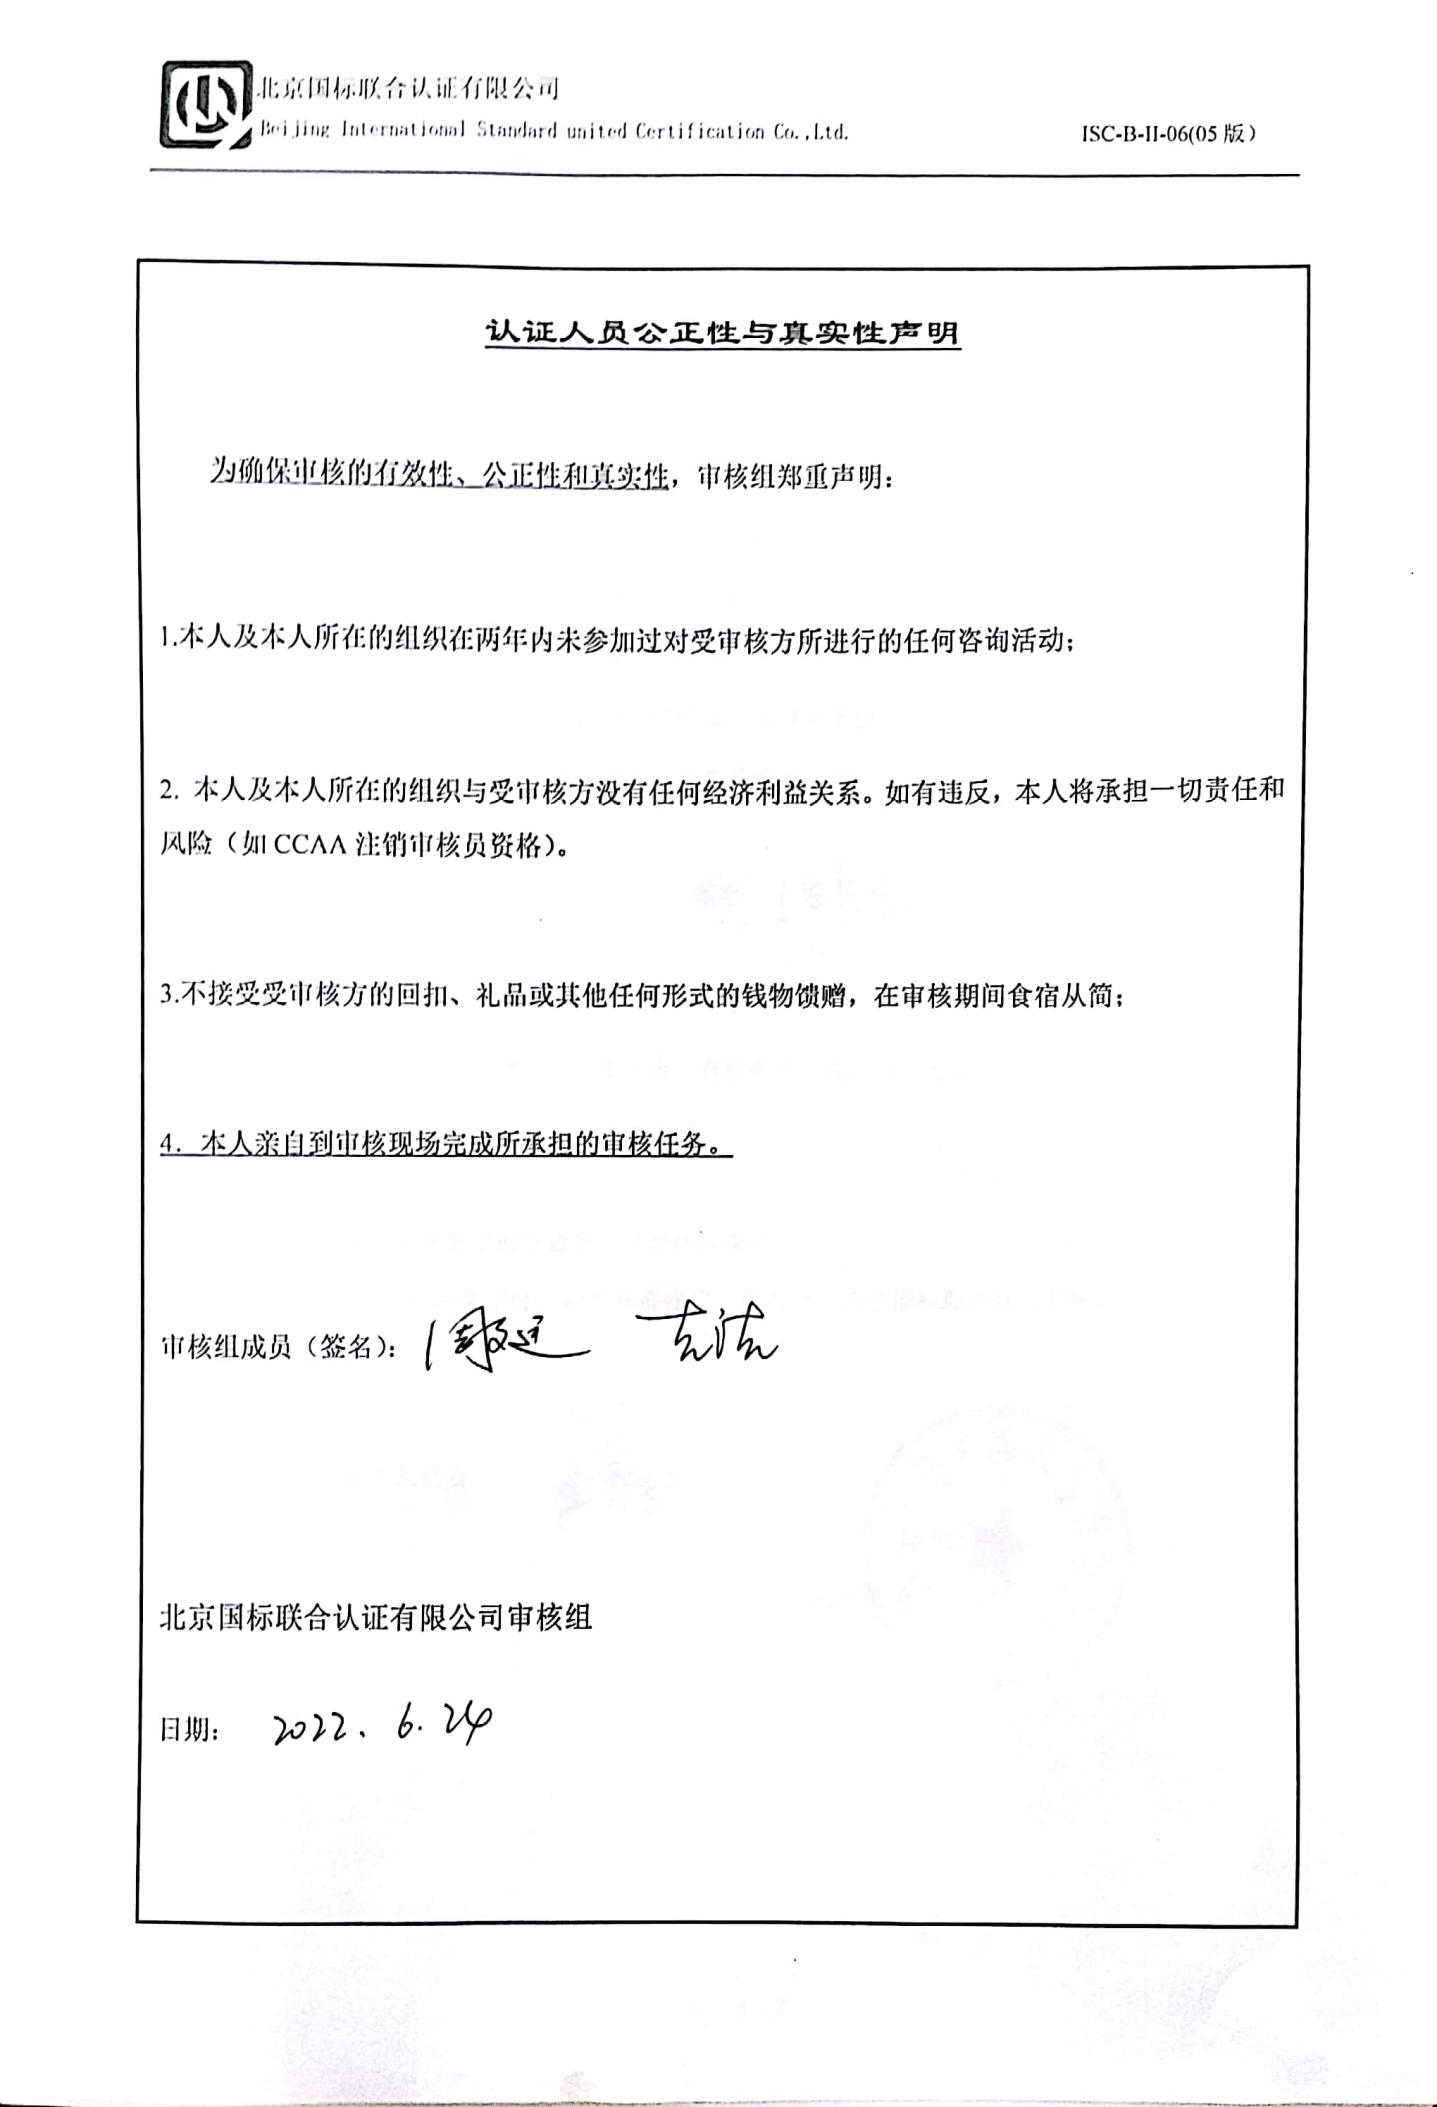 北京国标联合认证有限公司
Beijing International Standard united Certification Co.,Ltd.
ISC-B-II-06(05版）
认证人员公正性与真实性声明
为确保审核的有效性、公正性和真实性，审核组郑重声明：
1.本人及本人所在的组织在两年内未参加过对受审核方所进行的任何咨询活动；
2. 本人及本人所在的组织与受审核方没有任何经济利益关系。如有违反，本人将承担一切责任和
风险（如 CCAA 注销审核员资格）。
3.不接受受审核方的回扣、礼品或其他任何形式的钱物馈赠，在审核期间食宿从简；
4. 本人亲自到审核现场完成所承担的审核任务。
审核组成员（签名）：
北京国标联合认证有限公司审核组
日期： 2022. 6. 24